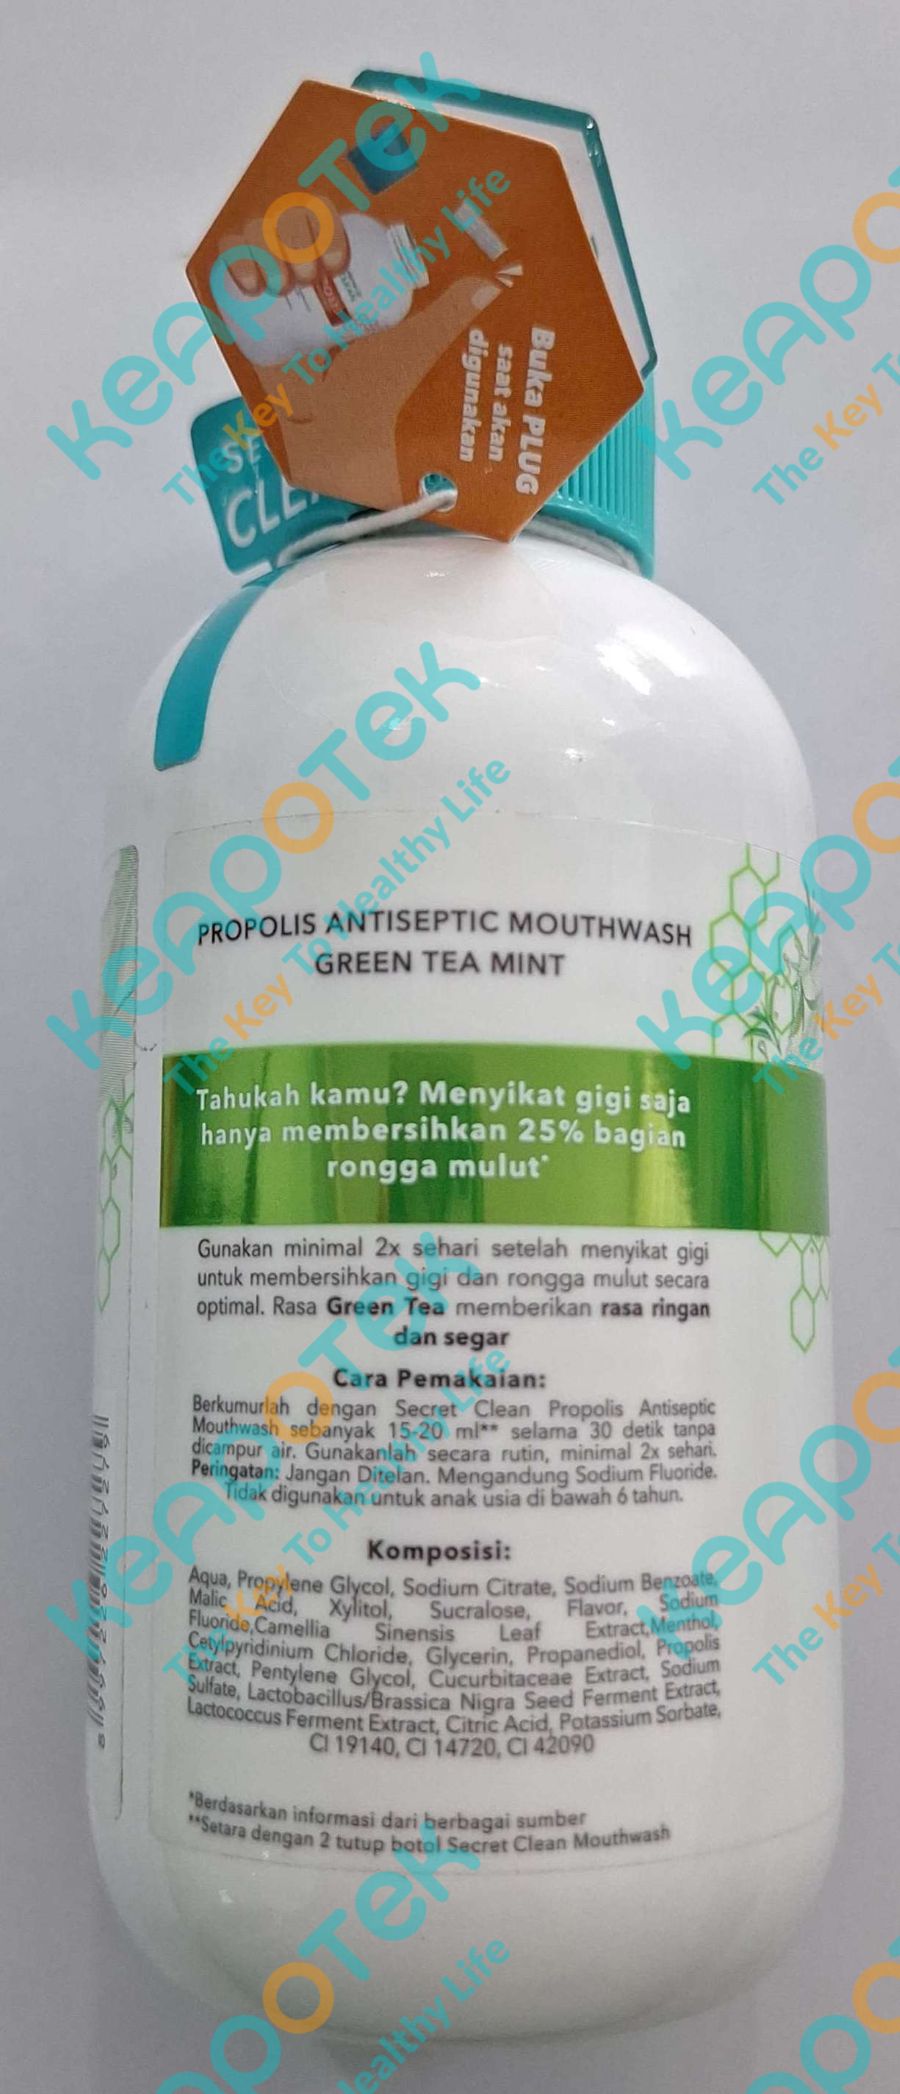 Buka PLUG
saat akan
digunakan
CLE
PROPOLIS ANTISEPTIC MOUTHWASH
GREEN TEA MINT
Tahukah kamu? Menyikat gigi saja
hanya membersihkan 25% bagian
rongga mulut*
Gunakan minimal 2x sehari setelah menyikat gigi
untuk membersihkan gigi dan rongga mulut secara
optimal. Rasa Green Tea memberikan rasa ringan
dan segar
Cara Pemakaian:
Berkumurlah dengan Secret Clean Propolis Antiseptic
Mouthwash sebanyak 15-20 ml** selama 30 detik tanpa
dicampur air. Gunakanlah secara rutin, minimal 2x sehari.
Peringatan: Jangan Ditelan. Mengandung Sodium Fluoride.
Tidak digunakan untuk anak usia di bawah 6 tahun.
Komposisi:
Aqua, Propylene Glycol, Sodium Citrate, Sodium Benzoate,
Malic Acid, Xylitol, Sucralose, Flavor, Sodium
Fluoride,Camellia Sinensis Leaf Extract,Menthol,
Cetylpyridinium Chloride, Glycerin, Propanediol, Propolis
Extract, Pentylene Glycol, Cucurbitaceae Extract, Sodium
Sulfate, Lactobacillus/Brassica Nigra Seed Ferment Extract,
Lactococcus Ferment Extract, Citric Acid, Potassium Sorbate,
CI 19140, CI 14720, CI 42090
*Berdasarkan informasi dari berbagai sumber
**Setara dengan 2 tutup botol Secret Clean Mouthwash
KeapoTeK
The Key To Healthy Life